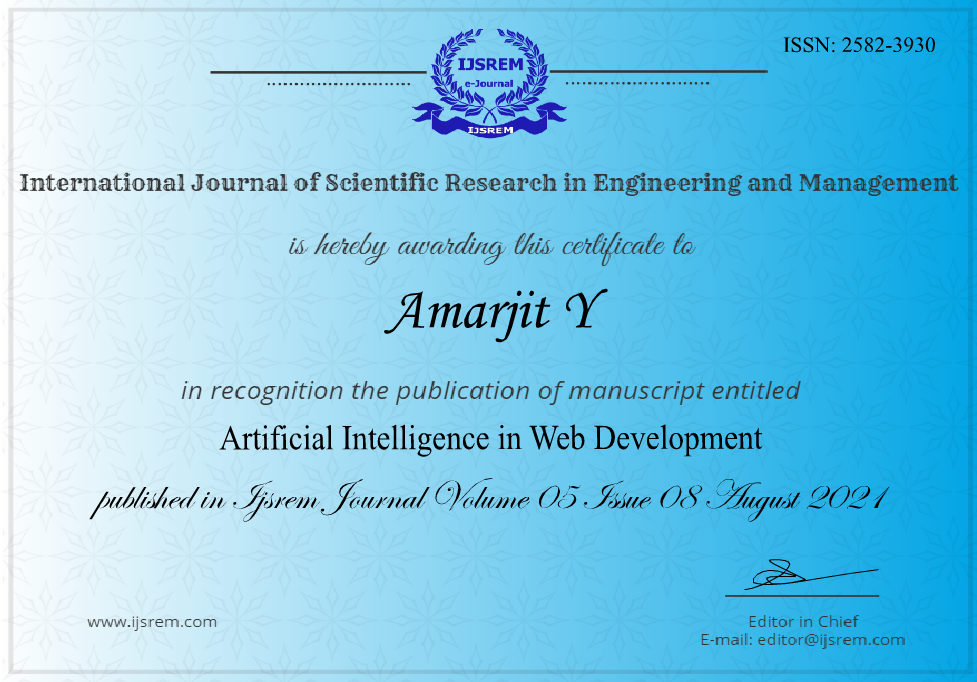 ISSN: 2582-3930
IJSREM
e-Journal
IJSREM
International Journal of Scientific Research in Engineering and Management
is hereby awarding this certificate to
Amarjit Y
in recognition the publication of manuscript entitled
Artificial Intelligence in Web Development
published in Ijsrem Journal Volume 05 Issue 08 August 2021
www.ijsrem.com
Editor in Chief
E-mail: editor@ijsrem.com